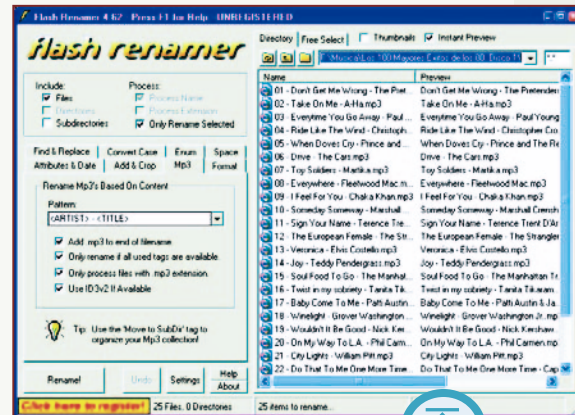 Flash Renamer 4.62 - Press F1 for Help - UNREGISTERED
flash renamer
Include:
Files
Directories
Subdirectories
Process:
Process Name
Process Extension
Only Rename Selected
Find & Replace Convert Case Enum Space
Attributes & Date Add & Crop Mp3 Format
Rename Mp3's Based On Content
Pattern:
<ARTIST> - <TITLE>
Add .mp3 to end of filename
Only rename if all used tags are available.
Only process files with .mp3 extension.
Use ID3v2 If Available
Tip: Use the 'Move to SubDir' tag to
organize your Mp3 collection!
Rename! Undo Settings Help
About
Click here to register! 25 Files, 0 Directories
Directory Free Select Thumbnails Instant Preview
F:\Musica\Los 100 Mayores Exitos de los 80. Disco 11 *.*
Name Preview
01 - Don't Get Me Wrong - The Pret... Don't Get Me Wrong - The Pretenders
02 - Take On Me - A-Ha.mp3 Take On Me - A-Ha.mp3
03 - Everytime You Go Away - Paul ... Everytime You Go Away - Paul Young
04 - Ride Like The Wind - Christoph... Ride Like The Wind - Christopher Cro
05 - When Doves Cry - Prince and ... When Doves Cry - Prince and The Re
06 - Drive - The Cars.mp3 Drive - The Cars.mp3
07 - Toy Soldiers - Martika.mp3 Toy Soldiers - Martika.mp3
08 - Everywhere - Fleetwood Mac.m... Everywhere - Fleetwood Mac.mp3
09 - I Feel For You - Chaka Khan.mp3 I Feel For You - Chaka Khan.mp3
10 - Someday Someway - Marshall ... Someday Someway - Marshall Crensh
11 - Sign Your Name - Terence Tre... Sign Your Name - Terence Trent D'Ar
12 - The European Female - The Str... The European Female - The Strangler
13 - Veronica - Elvis Costello.mp3 Veronica - Elvis Costello.mp3
14 - Joy - Teddy Pendergrass.mp3 Joy - Teddy Pendergrass.mp3
15 - Soul Food To Go - The Manhat... Soul Food To Go - The Manhattan Tr
16 - Twist in my sobriety - Tanita Tik... Twist in my sobriety - Tanita Tikaram.
17 - Baby Come To Me - Patti Austin... Baby Come To Me - Patti Austin & Ja
18 - Winelight - Grover Washington ... Winelight - Grover Washington Jr.mp
19 - Wouldn't It Be Good - Nick Ker... Wouldn't It Be Good - Nick Kershaw.
20 - On My Way To L.A. - Phil Carm... On My Way To L.A. - Phil Carmen.mp
21 - City Lights - William Pitt.mp3 City Lights - William Pitt.mp3
22 - Do That To Me One More Time... Do That To Me One More Time - Cap
25 items to rename...